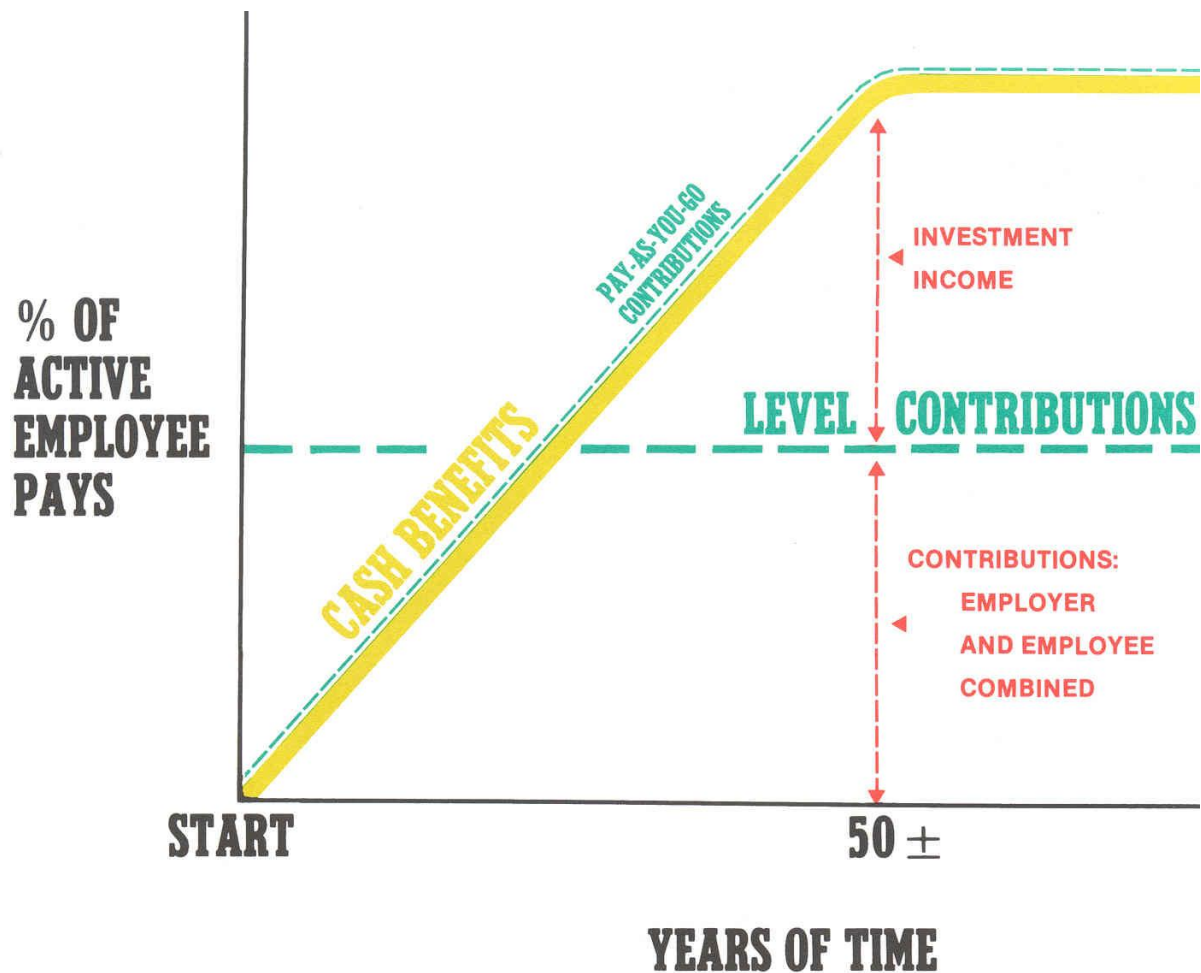 PAY-AS-YOU-GO
CONTRIBUTIONS
INVESTMENT
INCOME
% OF
ACTIVE
EMPLOYEE
PAYS
LEVEL CONTRIBUTIONS
CASH BENEFITS
CONTRIBUTIONS:
EMPLOYER
AND EMPLOYEE
COMBINED
START
50 ±
YEARS OF TIME